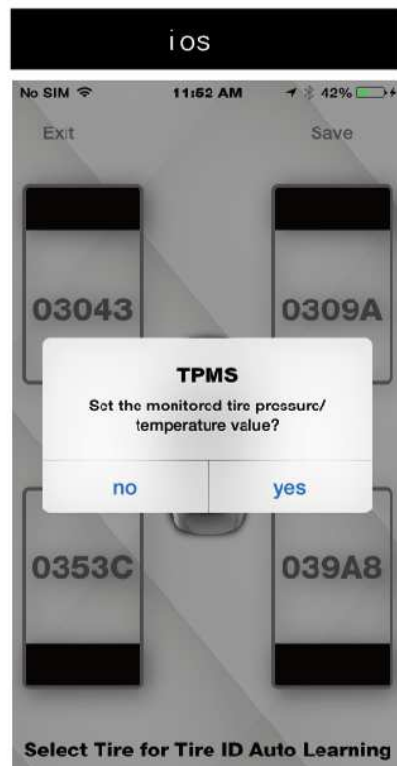 ios
No SIM 11:52 AM 42%
Exit Save
03043 0309A
TPMS
Set the monitored tire pressure/
temperature value?
no yes
0353C 039A8
Select Tire for Tire ID Auto Learning